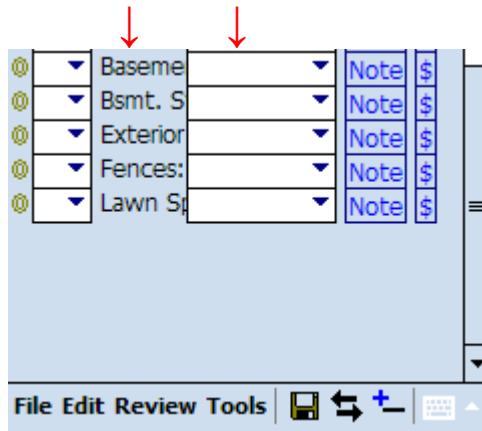 Baseme Note $
Bsmt. S Note $
Exterior Note $
Fences: Note $
Lawn Sp Note $
File Edit Review Tools